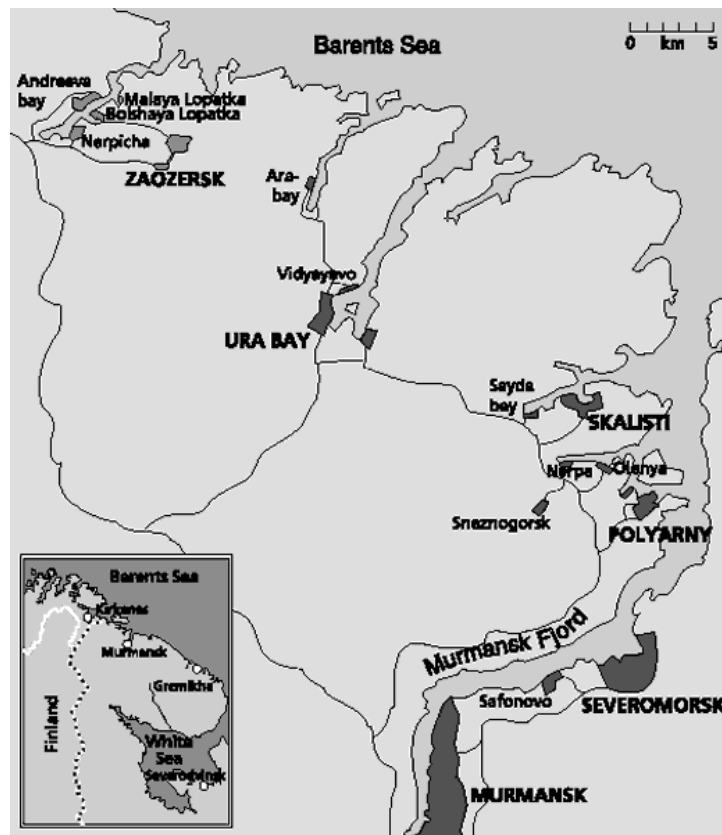 Barents Sea
0 km 5
Andreeva
bay
Malaya Lopatka
Bolshaya Lopatka
Nerpicha
ZAOZERSK
Ara-
bay
Vidyayevo
URA BAY
Sayda
bay
SKALISTI
Nerpa
Olenya
Sneznogorsk
POLYARNY
Murmansk Fjord
Safonovo
SEVEROMORSK
MURMANSK
Barents Sea
Kirkenes
Murmansk
Gremikha
Finland
White
Sea
Severodvinsk